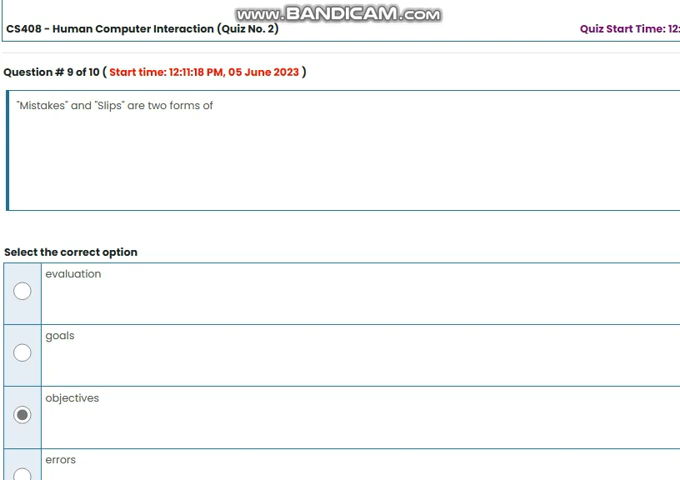 www.BANDICAM.com
CS408 - Human Computer Interaction (Quiz No. 2)
Quiz Start Time: 12:
Question # 9 of 10 ( Start time: 12:11:18 PM, 05 June 2023 )
"Mistakes" and "Slips" are two forms of
Select the correct option
evaluation
goals
objectives
errors